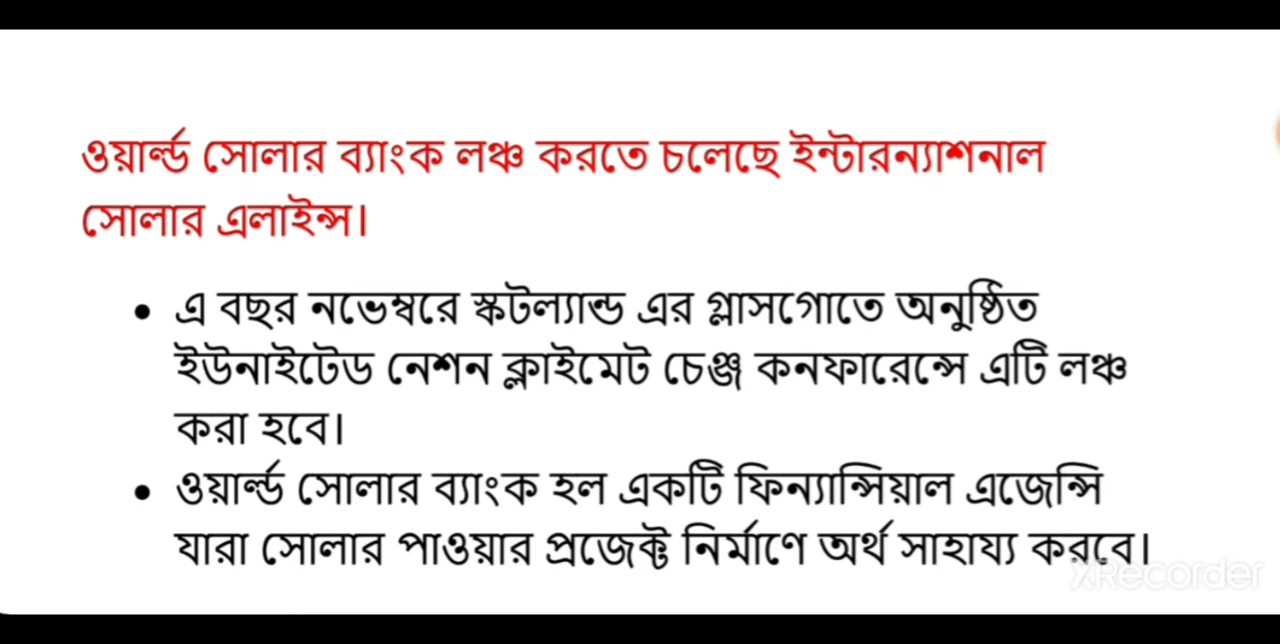 ওয়ার্ল্ড সোলার ব্যাংক লঞ্চ করতে চলেছে ইন্টারন্যাশনাল
সোলার এলাইন্স।
• এ বছর নভেম্বরে স্কটল্যান্ড এর গ্লাসগোতে অনুষ্ঠিত
ইউনাইটেড নেশন ক্লাইমেট চেঞ্জ কনফারেন্সে এটি লঞ্চ
করা হবে।
• ওয়ার্ল্ড সোলার ব্যাংক হল একটি ফিন্যান্সিয়াল এজেন্সি
যারা সোলার পাওয়ার প্রজেক্ট নির্মাণে অর্থ সাহায্য করবে।
XRecorder